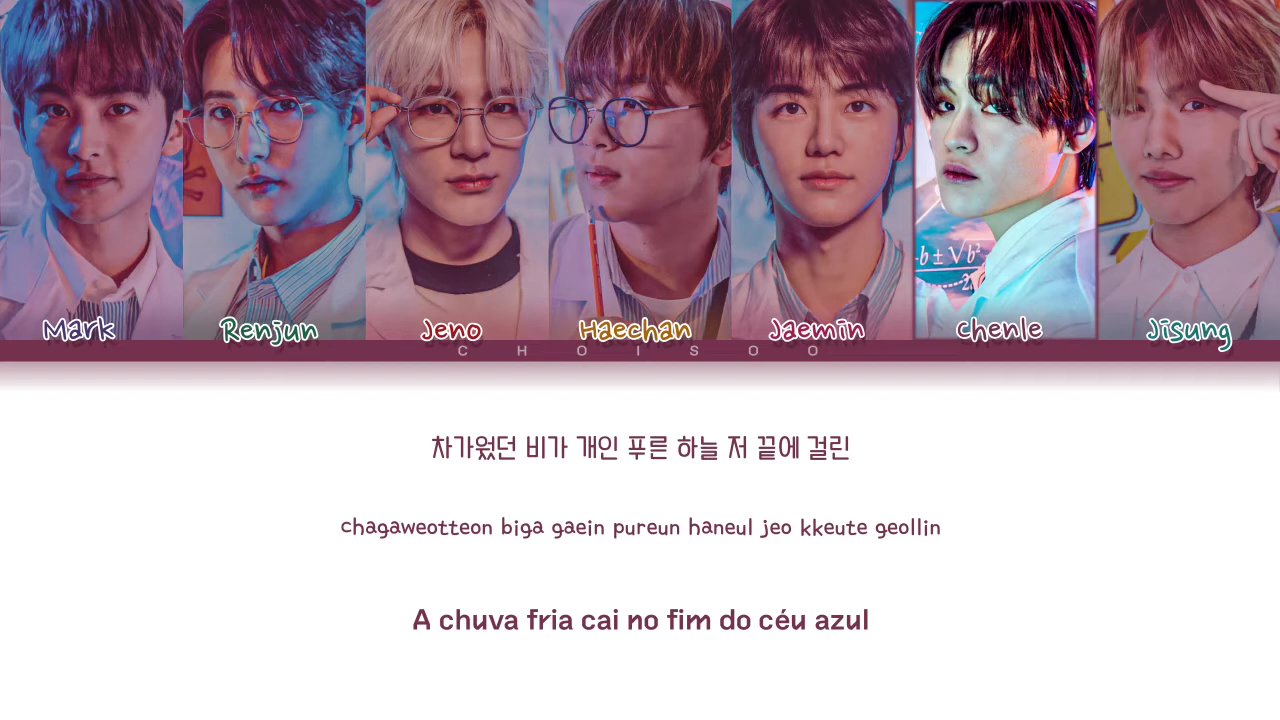 Mark Renjun Jeno Haechan Jaemin Chenle Jisung
CHOISOO
차가웠던 비가 개인 푸른 하늘 저 끝에 걸린
chagaweotteon biga gaein pureun haneul jeo kkeute geollin
A chuva fria cai no fim do céu azul
-b ± √b²